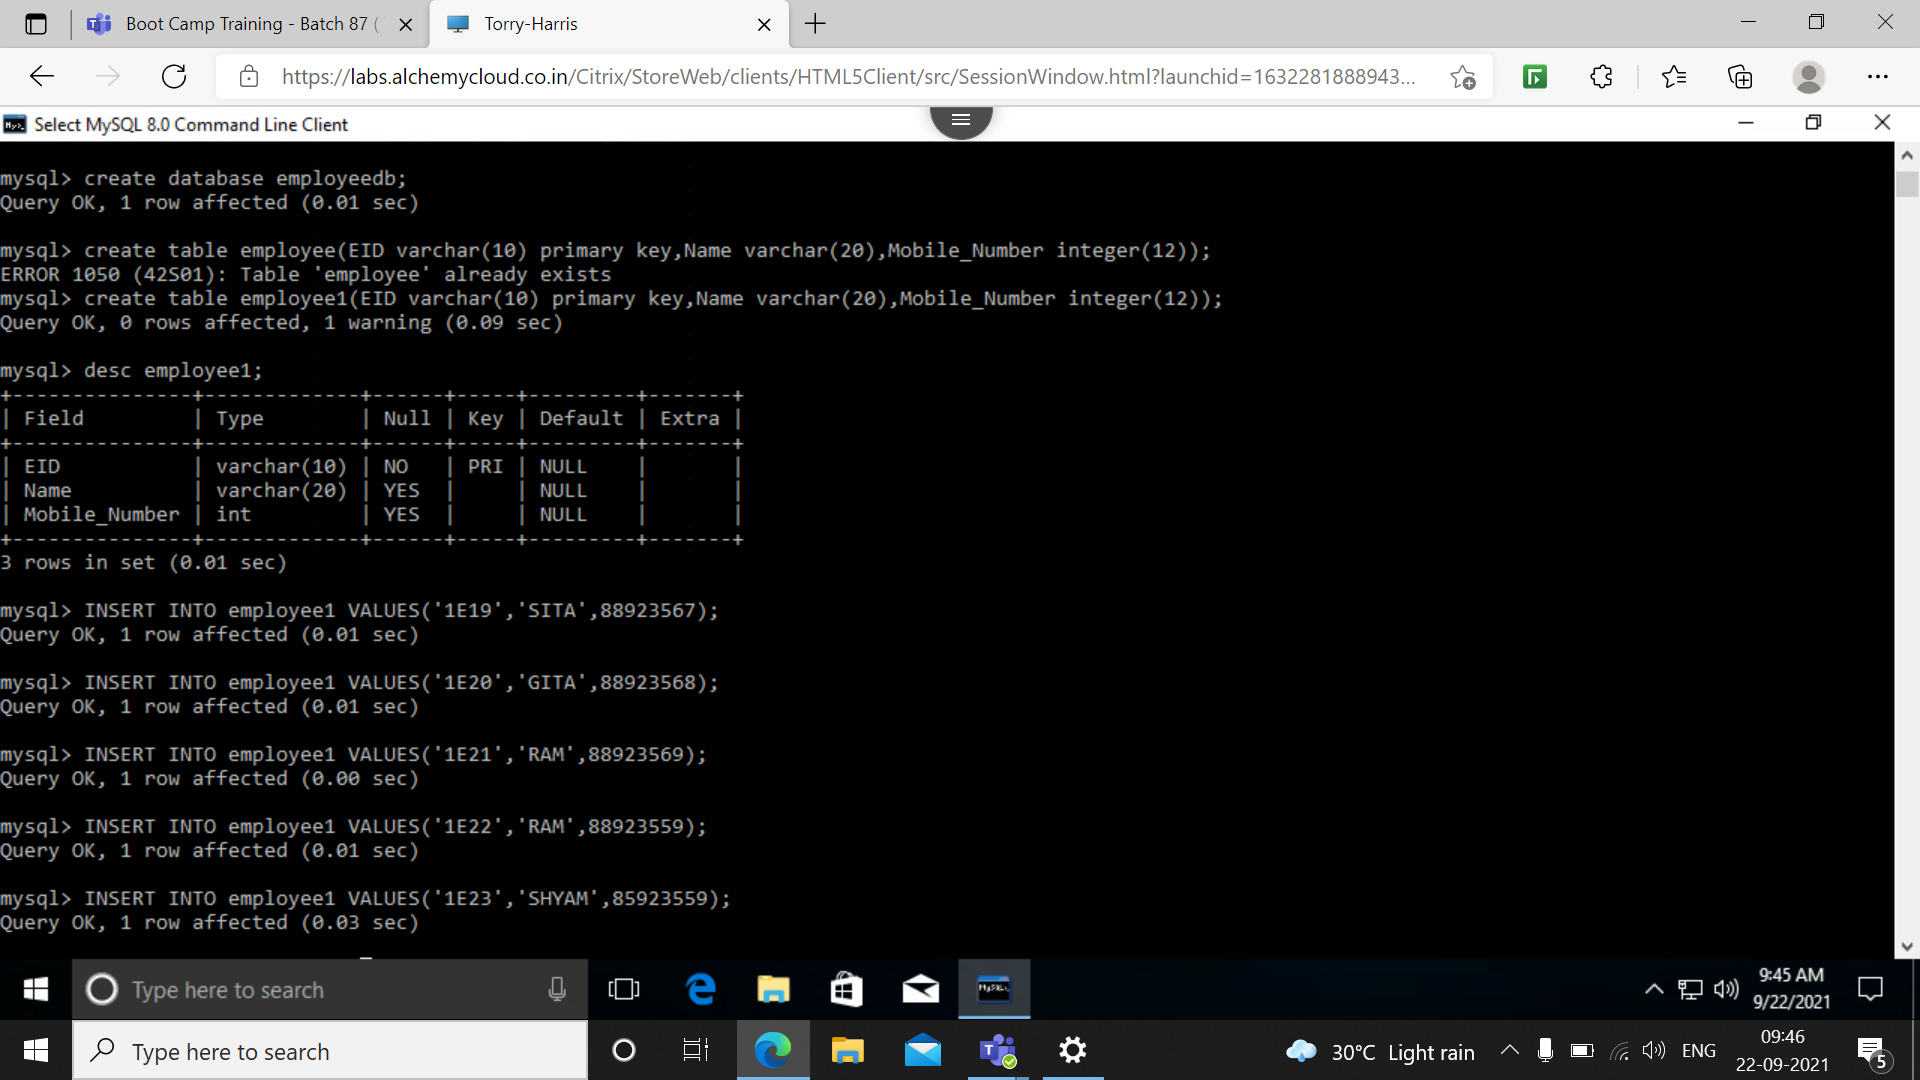 Boot Camp Training - Batch 87 (
Torry-Harris
https://labs.alchemycloud.co.in/Citrix/StoreWeb/clients/HTML5Client/src/SessionWindow.html?launchid=1632281888943...
Select MySQL 8.0 Command Line Client
mysql> create database employeedb;
Query OK, 1 row affected (0.01 sec)
mysql> create table employee(EID varchar(10) primary key,Name varchar(20),Mobile_Number integer(12));
ERROR 1050 (42S01): Table 'employee' already exists
mysql> create table employee1(EID varchar(10) primary key,Name varchar(20),Mobile_Number integer(12));
Query OK, 0 rows affected, 1 warning (0.09 sec)
mysql> desc employee1;
+---------------+-------------+------+-----+---------+-------+
| Field         | Type        | Null | Key | Default | Extra |
+---------------+-------------+------+-----+---------+-------+
| EID           | varchar(10) | NO   | PRI | NULL    |       |
| Name          | varchar(20) | YES  |     | NULL    |       |
| Mobile_Number | int         | YES  |     | NULL    |       |
+---------------+-------------+------+-----+---------+-------+
3 rows in set (0.01 sec)
mysql> INSERT INTO employee1 VALUES('1E19','SITA',88923567);
Query OK, 1 row affected (0.01 sec)
mysql> INSERT INTO employee1 VALUES('1E20','GITA',88923568);
Query OK, 1 row affected (0.01 sec)
mysql> INSERT INTO employee1 VALUES('1E21','RAM',88923569);
Query OK, 1 row affected (0.00 sec)
mysql> INSERT INTO employee1 VALUES('1E22','RAM',88923559);
Query OK, 1 row affected (0.01 sec)
mysql> INSERT INTO employee1 VALUES('1E23','SHYAM',85923559);
Query OK, 1 row affected (0.03 sec)
Type here to search
9:45 AM
9/22/2021
Type here to search
30°C Light rain
ENG
09:46
22-09-2021
5